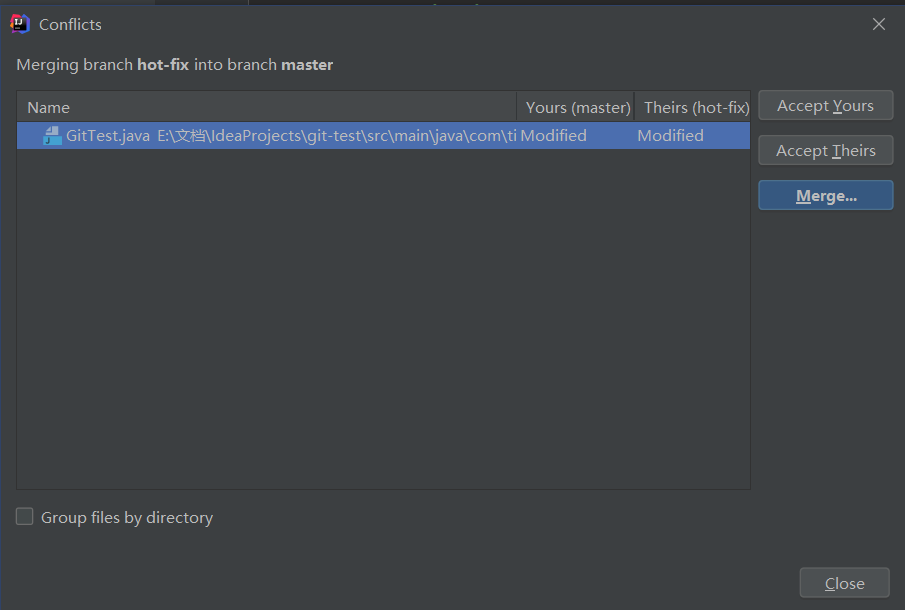 Conflicts
Merging branch hot-fix into branch master
Name Yours (master) Theirs (hot-fix)
GitTest.java E:\文档\IdeaProjects\git-test\src\main\java\com\ti Modified Modified
Accept Yours
Accept Theirs
Merge...
Group files by directory
Close